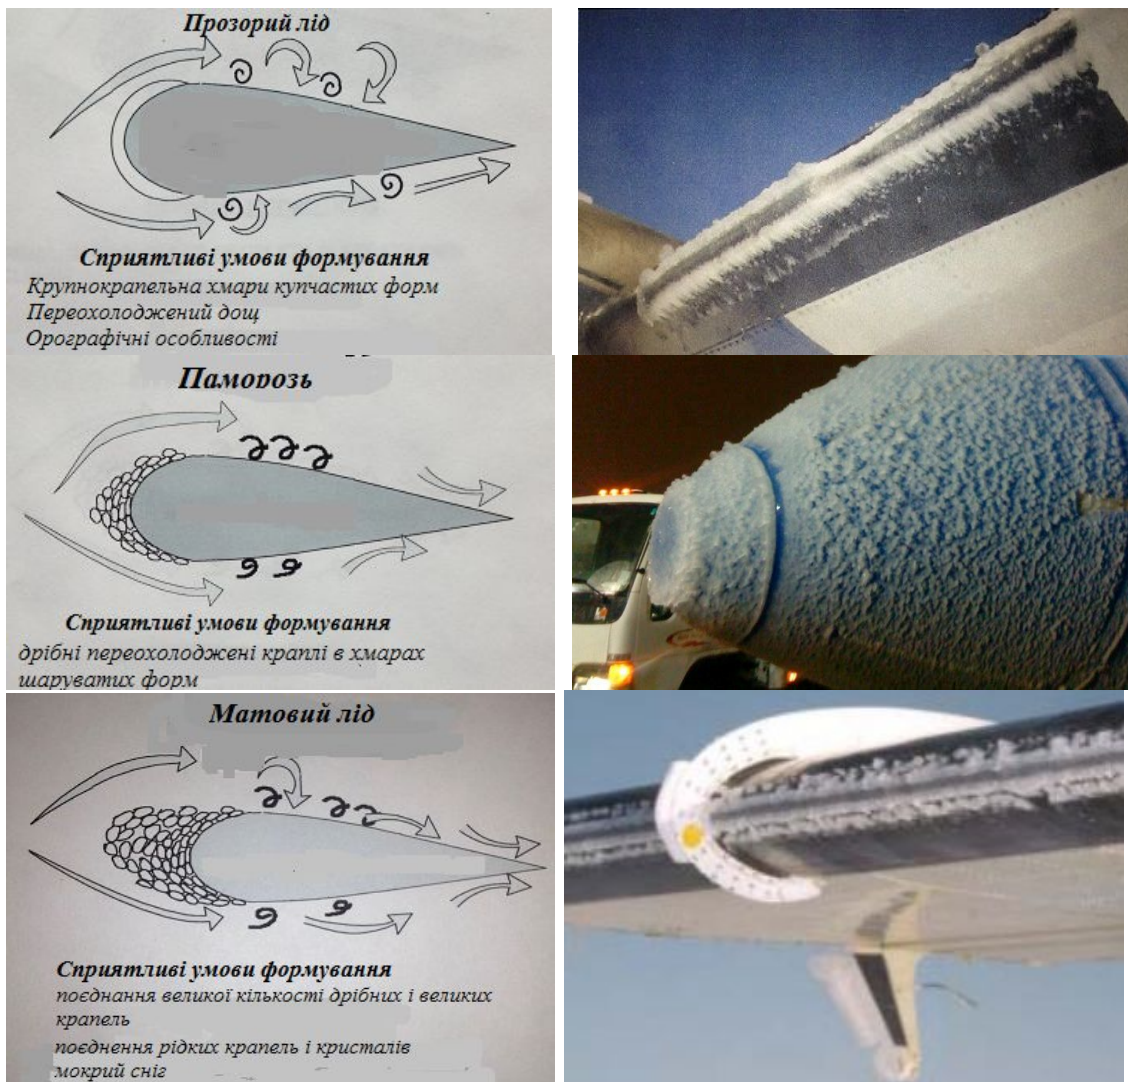 Прозорий лід
Сприятливі умови формування
Крупнокрапельна хмари купчастих форм
Переохолоджений дощ
Орографічні особливості
Паморозь
Сприятливі умови формування
дрібні переохолоджені краплі в хмарах
шаруватих форм
Матовий лід
Сприятливі умови формування
поєднання великої кількості дрібних і великих
крапель
поєднення рідких крапель і кристалів
мокрий сніг